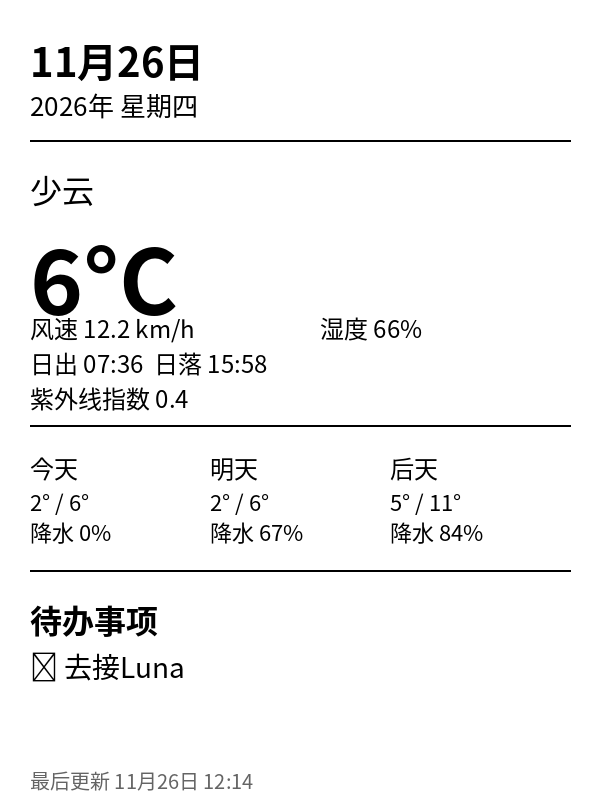 11月26日
2026年 星期四
少云
6°C
风速 12.2 km/h 湿度 66%
日出 07:36 日落 15:58
紫外线指数 0.4
今天 明天 后天
2° / 6° 2° / 6° 5° / 11°
降水 0% 降水 67% 降水 84%
待办事项
去接Luna
最后更新 11月26日 12:14